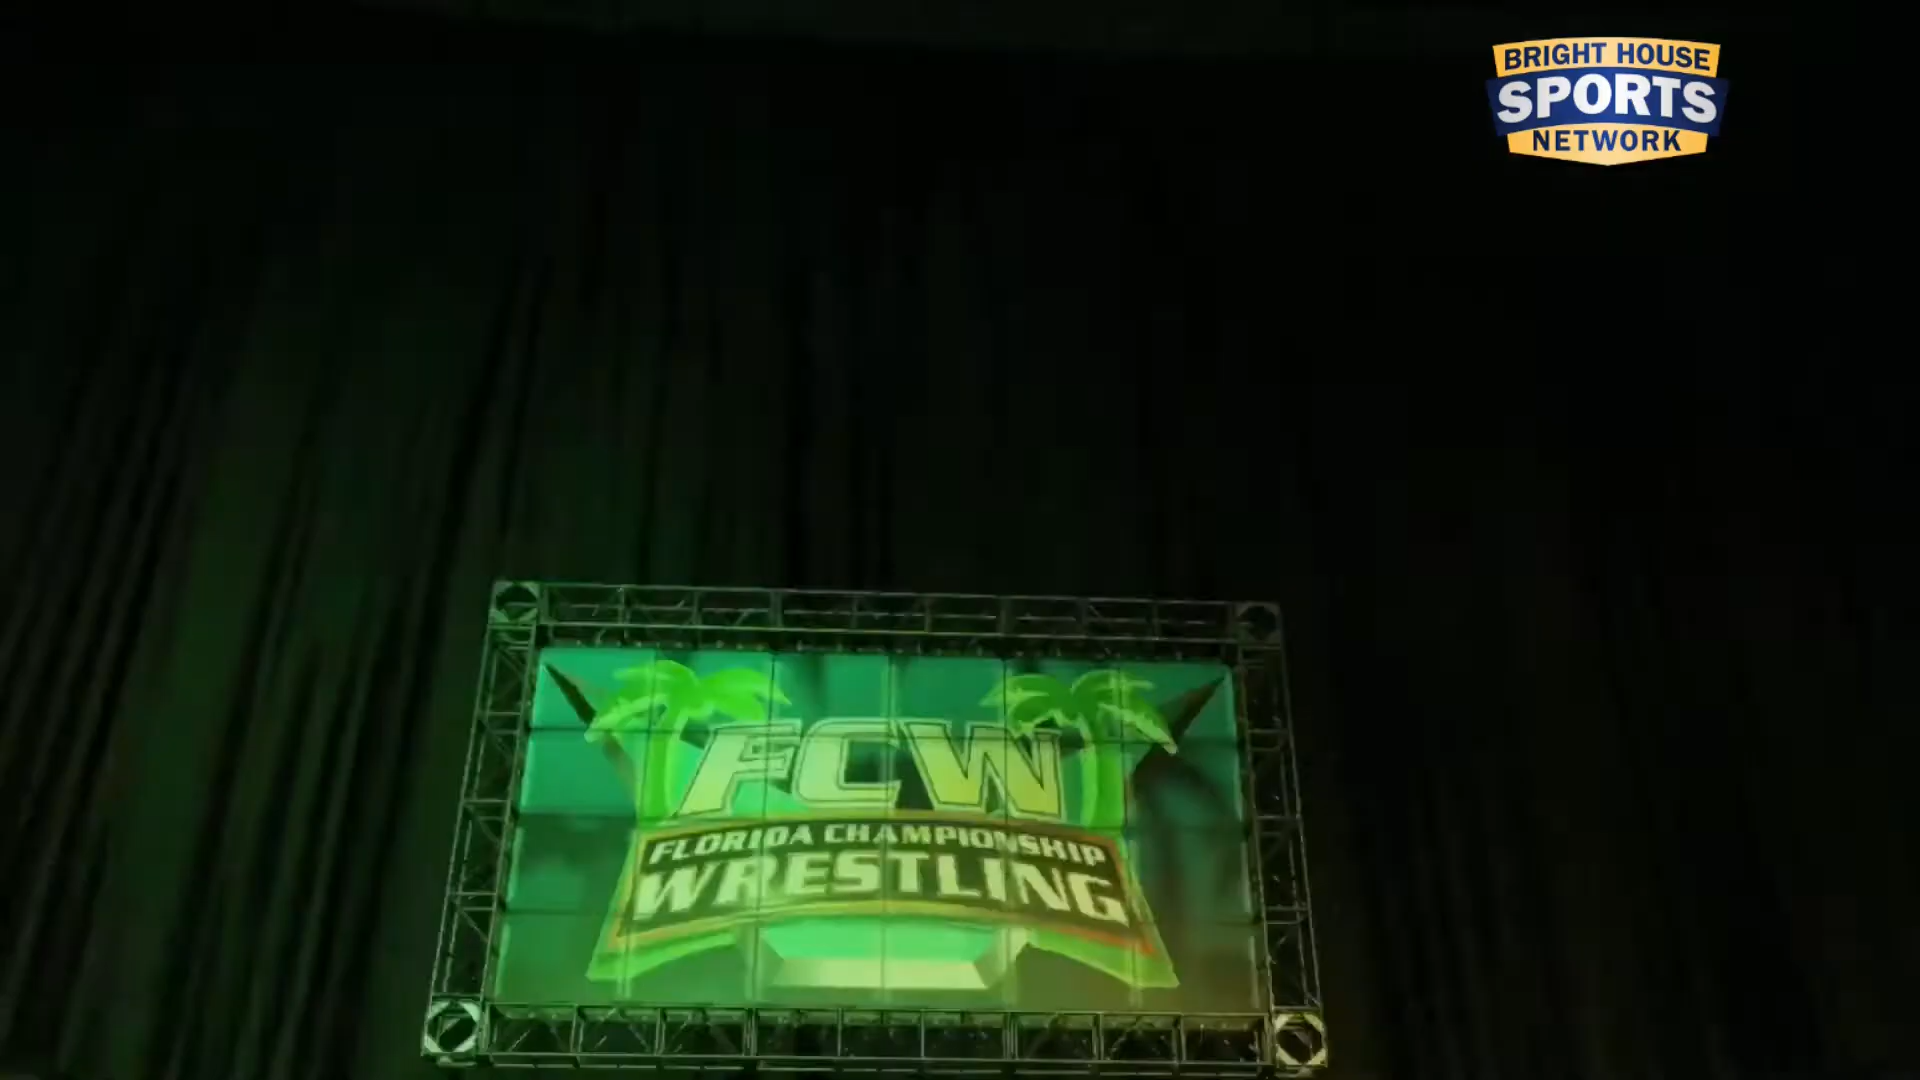 BRIGHT HOUSE
SPORTS
NETWORK
FCW
FLORIDA CHAMPIONSHIP
WRESTLING